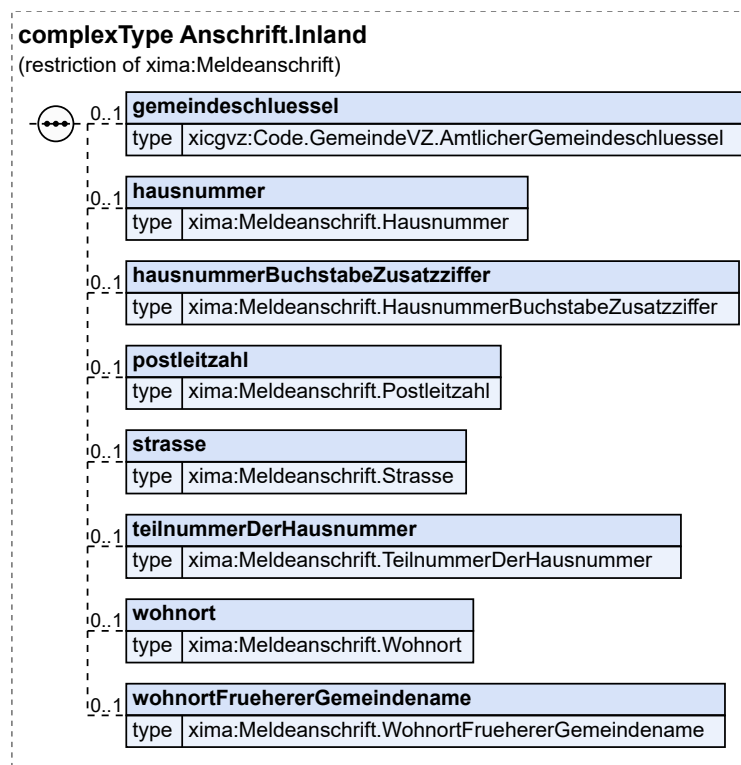 complexType Anschrift.Inland
(restriction of xima:Meldeanschrift)
0..1 gemeindeschluessel
type xicgvz:Code.GemeindeVZ.AmtlicherGemeindeschluessel
0..1 hausnummer
type xima:Meldeanschrift.Hausnummer
0..1 hausnummerBuchstabeZusatzziffer
type xima:Meldeanschrift.HausnummerBuchstabeZusatzziffer
0..1 postleitzahl
type xima:Meldeanschrift.Postleitzahl
0..1 strasse
type xima:Meldeanschrift.Strasse
0..1 teilnummerDerHausnummer
type xima:Meldeanschrift.TeilnummerDerHausnummer
0..1 wohnort
type xima:Meldeanschrift.Wohnort
0..1 wohnortFruehererGemeindename
type xima:Meldeanschrift.WohnortFruehererGemeindename